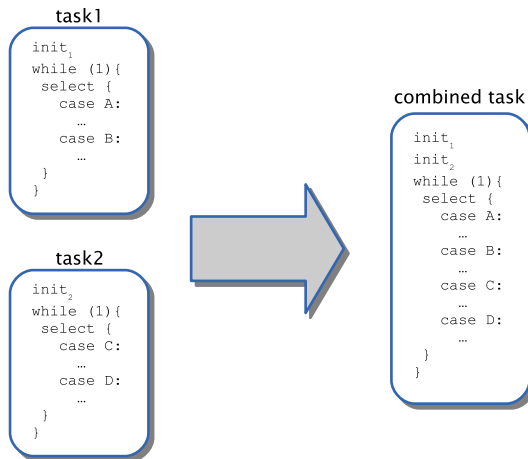 task1
init1
while (1){
select {
case A:
…
case B:
…
}
}
task2
init2
while (1){
select {
case C:
…
case D:
…
}
}
combined task
init1
init2
while (1){
select {
case A:
…
case B:
…
case C:
…
case D:
…
}
}